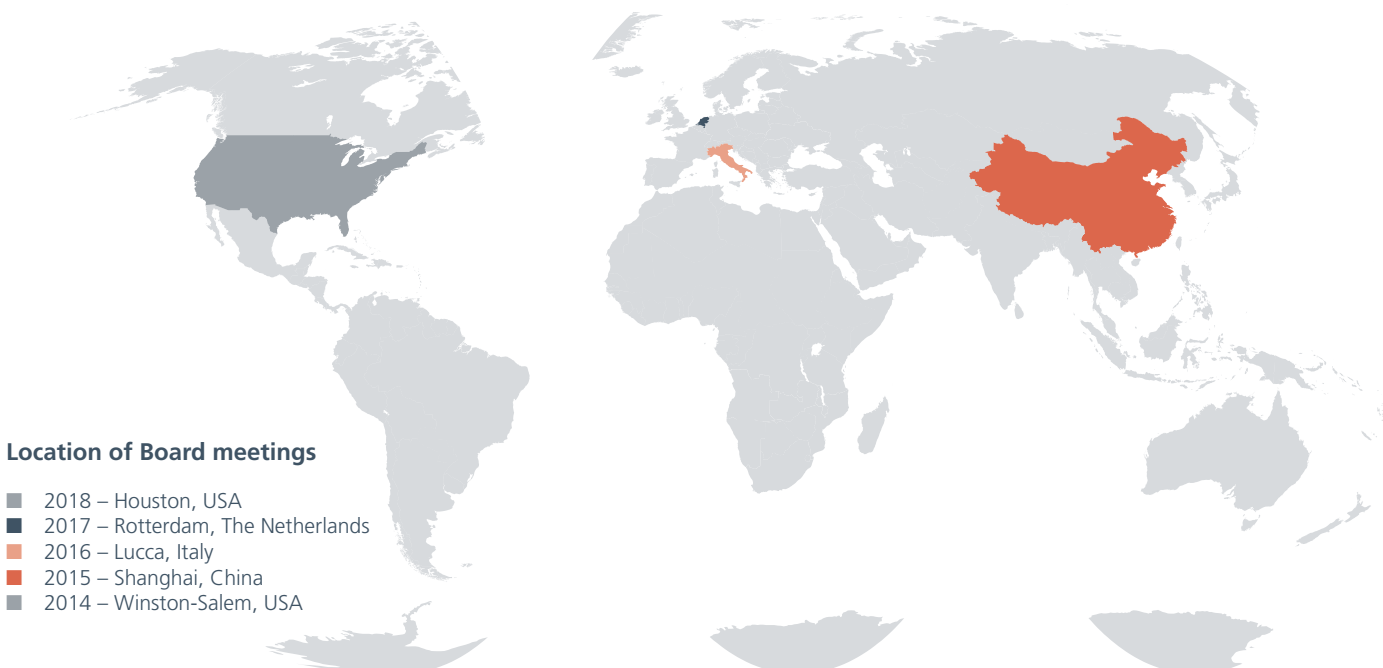 Location of Board meetings
2018 – Houston, USA
2017 – Rotterdam, The Netherlands
2016 – Lucca, Italy
2015 – Shanghai, China
2014 – Winston-Salem, USA